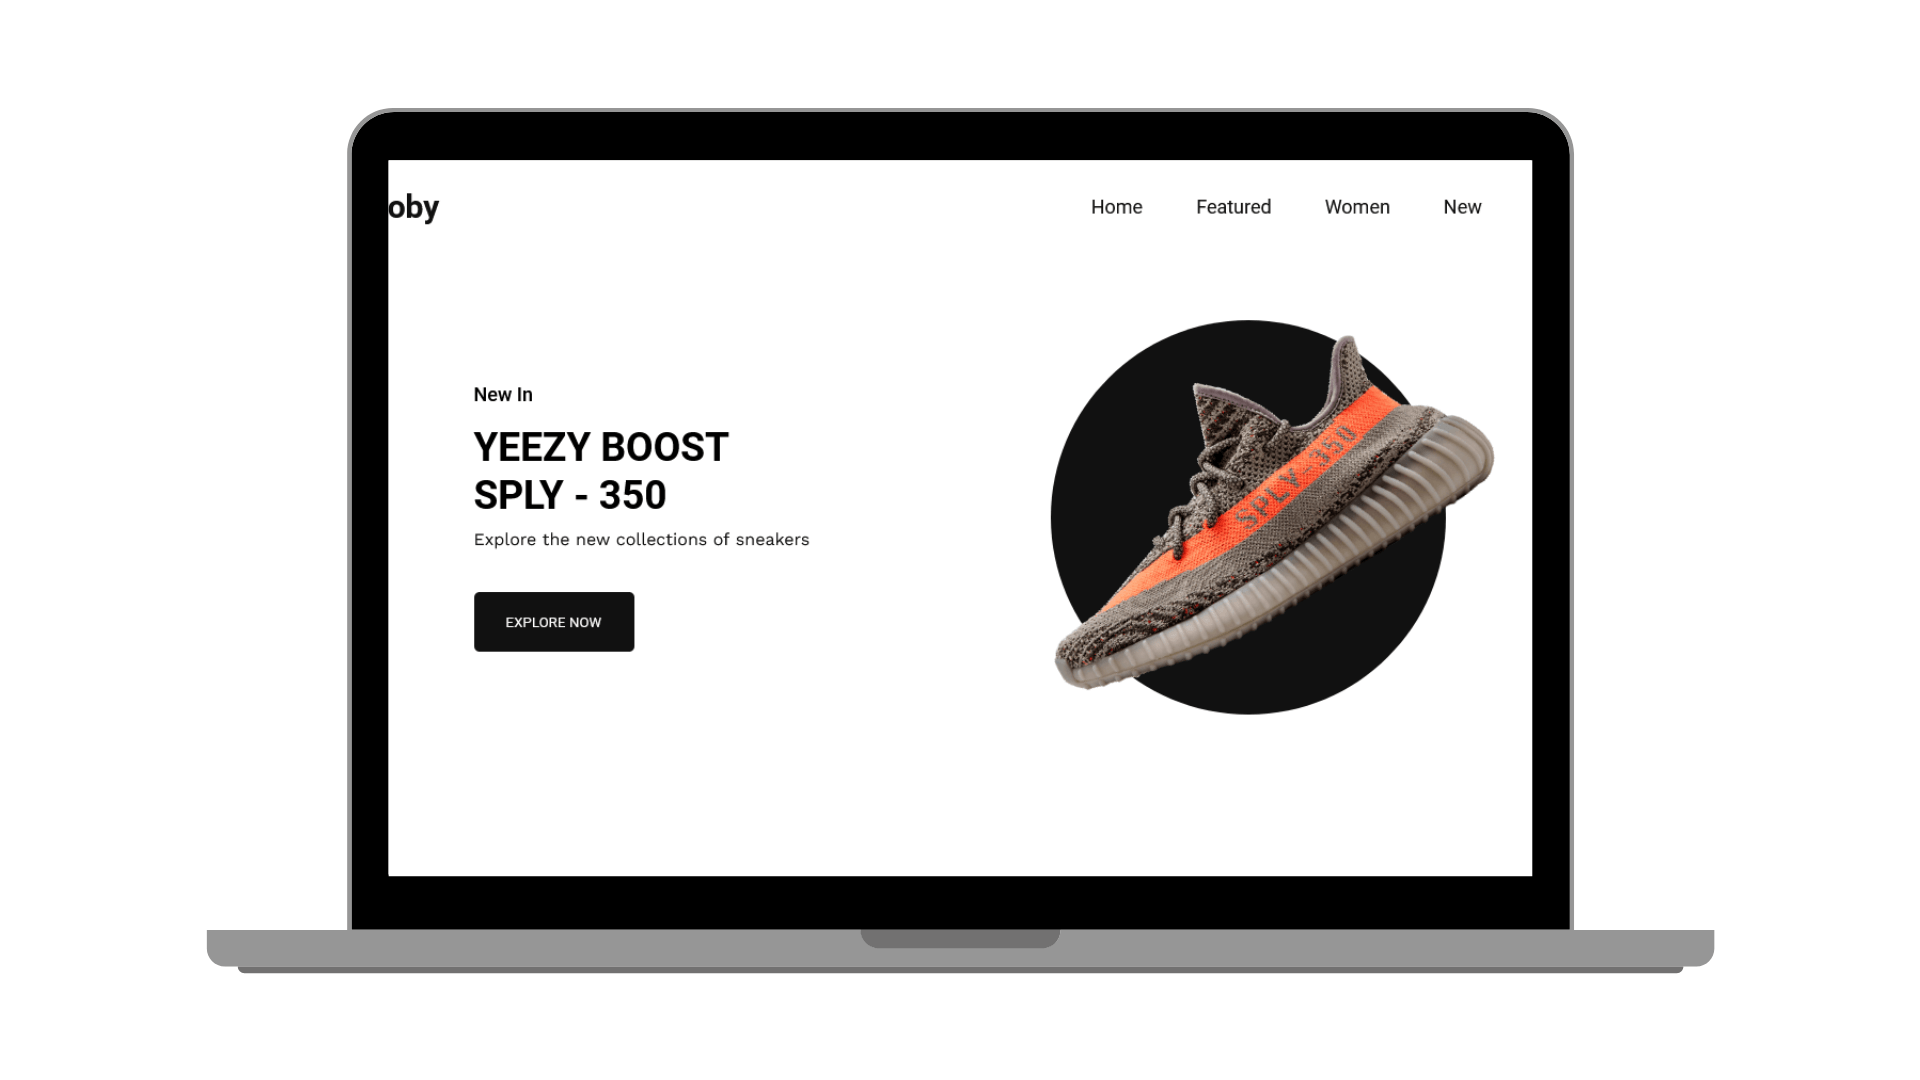 oby
Home Featured Women New
New In
YEEZY BOOST
SPLY - 350
Explore the new collections of sneakers
EXPLORE NOW
SPLY-350